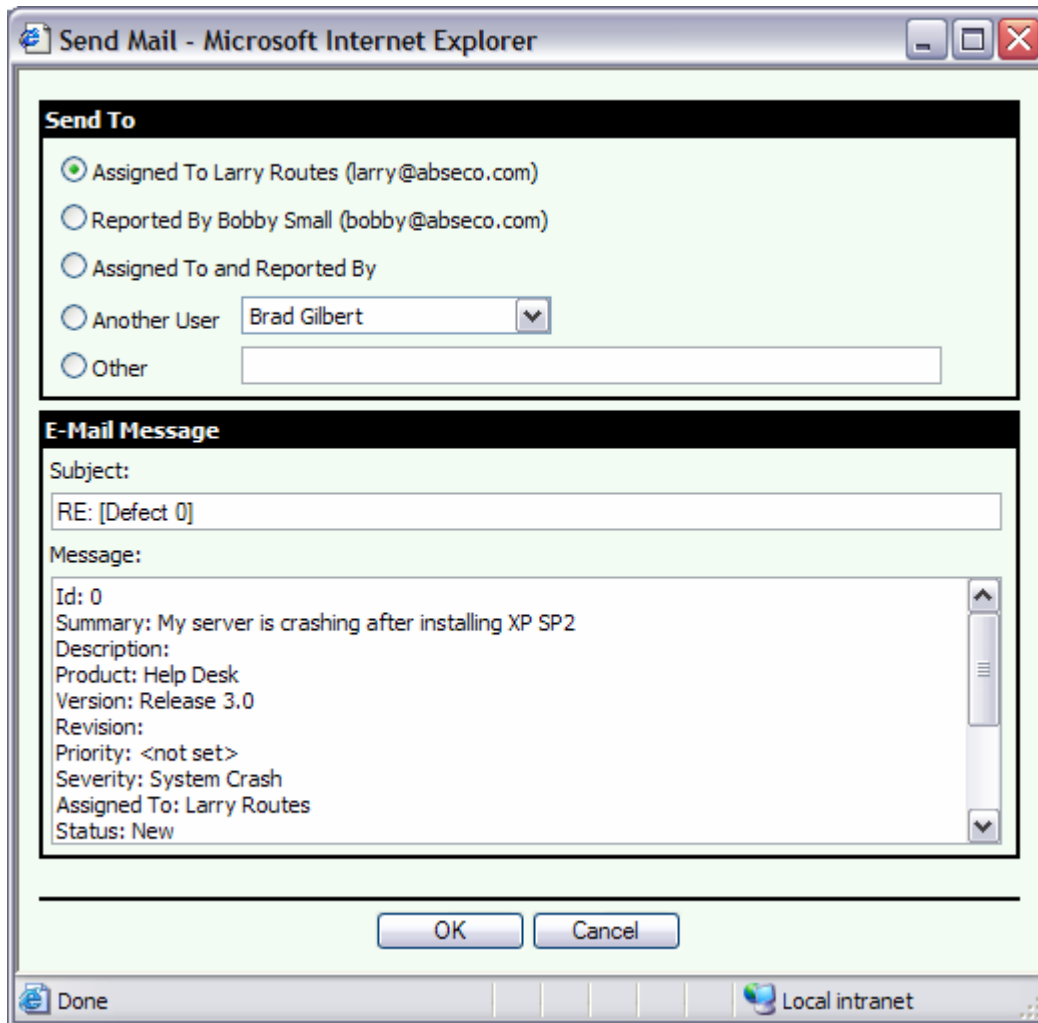 Send Mail - Microsoft Internet Explorer
Send To
Assigned To Larry Routes (larry@abseco.com)
Reported By Bobby Small (bobby@abseco.com)
Assigned To and Reported By
Another User Brad Gilbert
Other
E-Mail Message
Subject:
RE: [Defect 0]
Message:
Id: 0
Summary: My server is crashing after installing XP SP2
Description:
Product: Help Desk
Version: Release 3.0
Revision:
Priority: <not set>
Severity: System Crash
Assigned To: Larry Routes
Status: New
OK Cancel
Done Local intranet